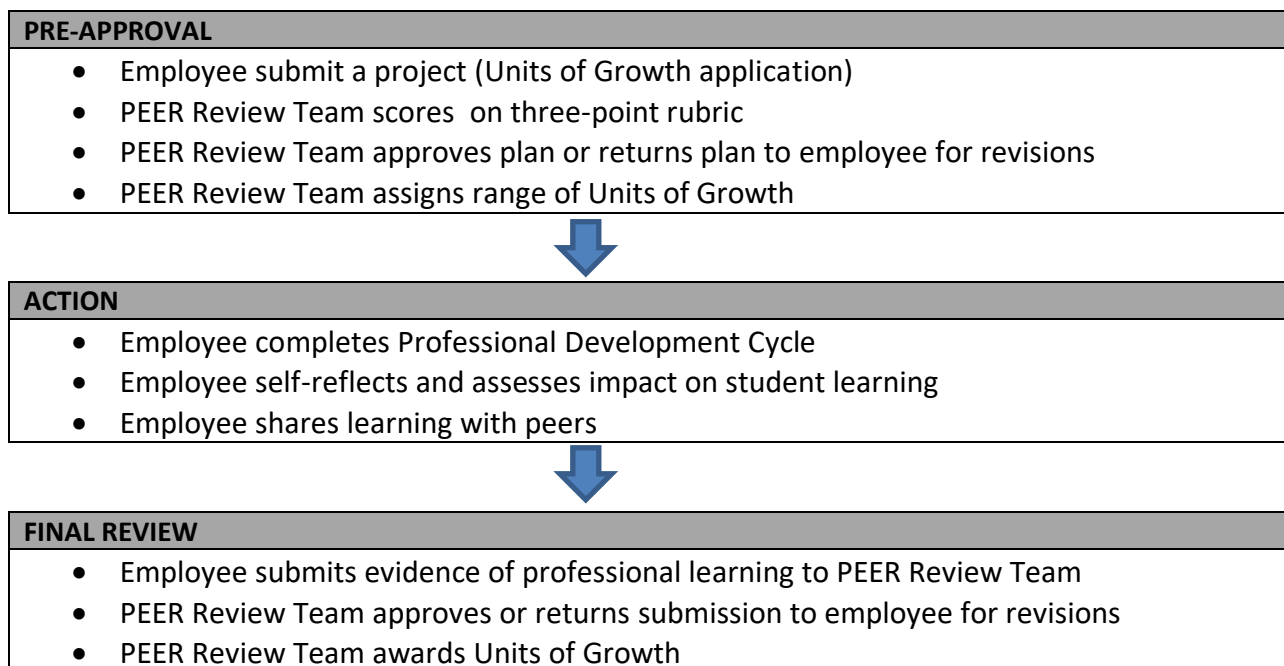 PRE-APPROVAL
• Employee submit a project (Units of Growth application)
• PEER Review Team scores  on three-point rubric
• PEER Review Team approves plan or returns plan to employee for revisions
• PEER Review Team assigns range of Units of Growth
ACTION
• Employee completes Professional Development Cycle
• Employee self-reflects and assesses impact on student learning
• Employee shares learning with peers
FINAL REVIEW
• Employee submits evidence of professional learning to PEER Review Team
• PEER Review Team approves or returns submission to employee for revisions
• PEER Review Team awards Units of Growth